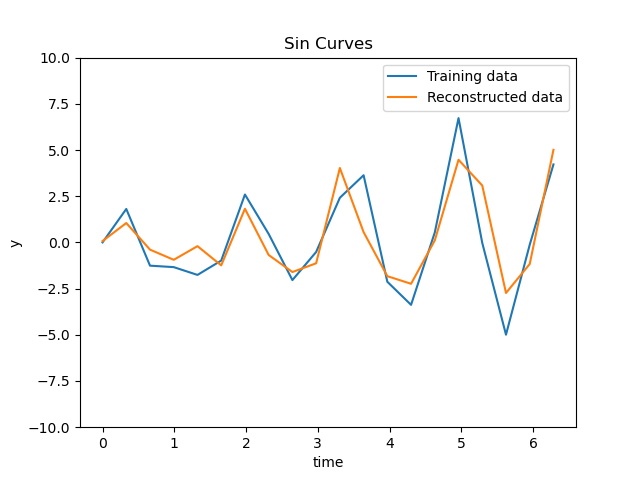 Sin Curves
Training data
Reconstructed data
10.0
7.5
5.0
2.5
0.0
−2.5
−5.0
−7.5
−10.0
y
0 1 2 3 4 5 6
time